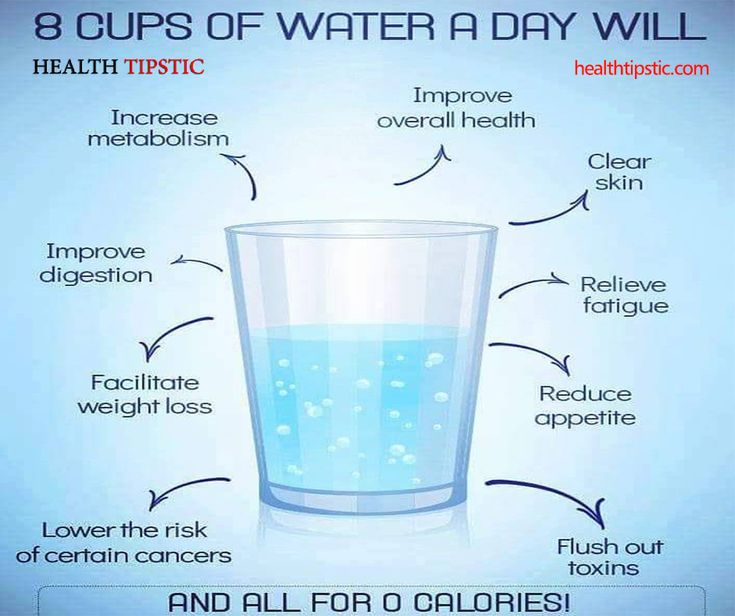 8 CUPS OF WATER A DAY WILL
HEALTH TIPSTIC
healthtipstic.com
Increase
metabolism
Improve
overall health
Clear
skin
Improve
digestion
Relieve
fatigue
Facilitate
weight loss
Reduce
appetite
Lower the risk
of certain cancers
Flush out
toxins
AND ALL FOR 0 CALORIES!